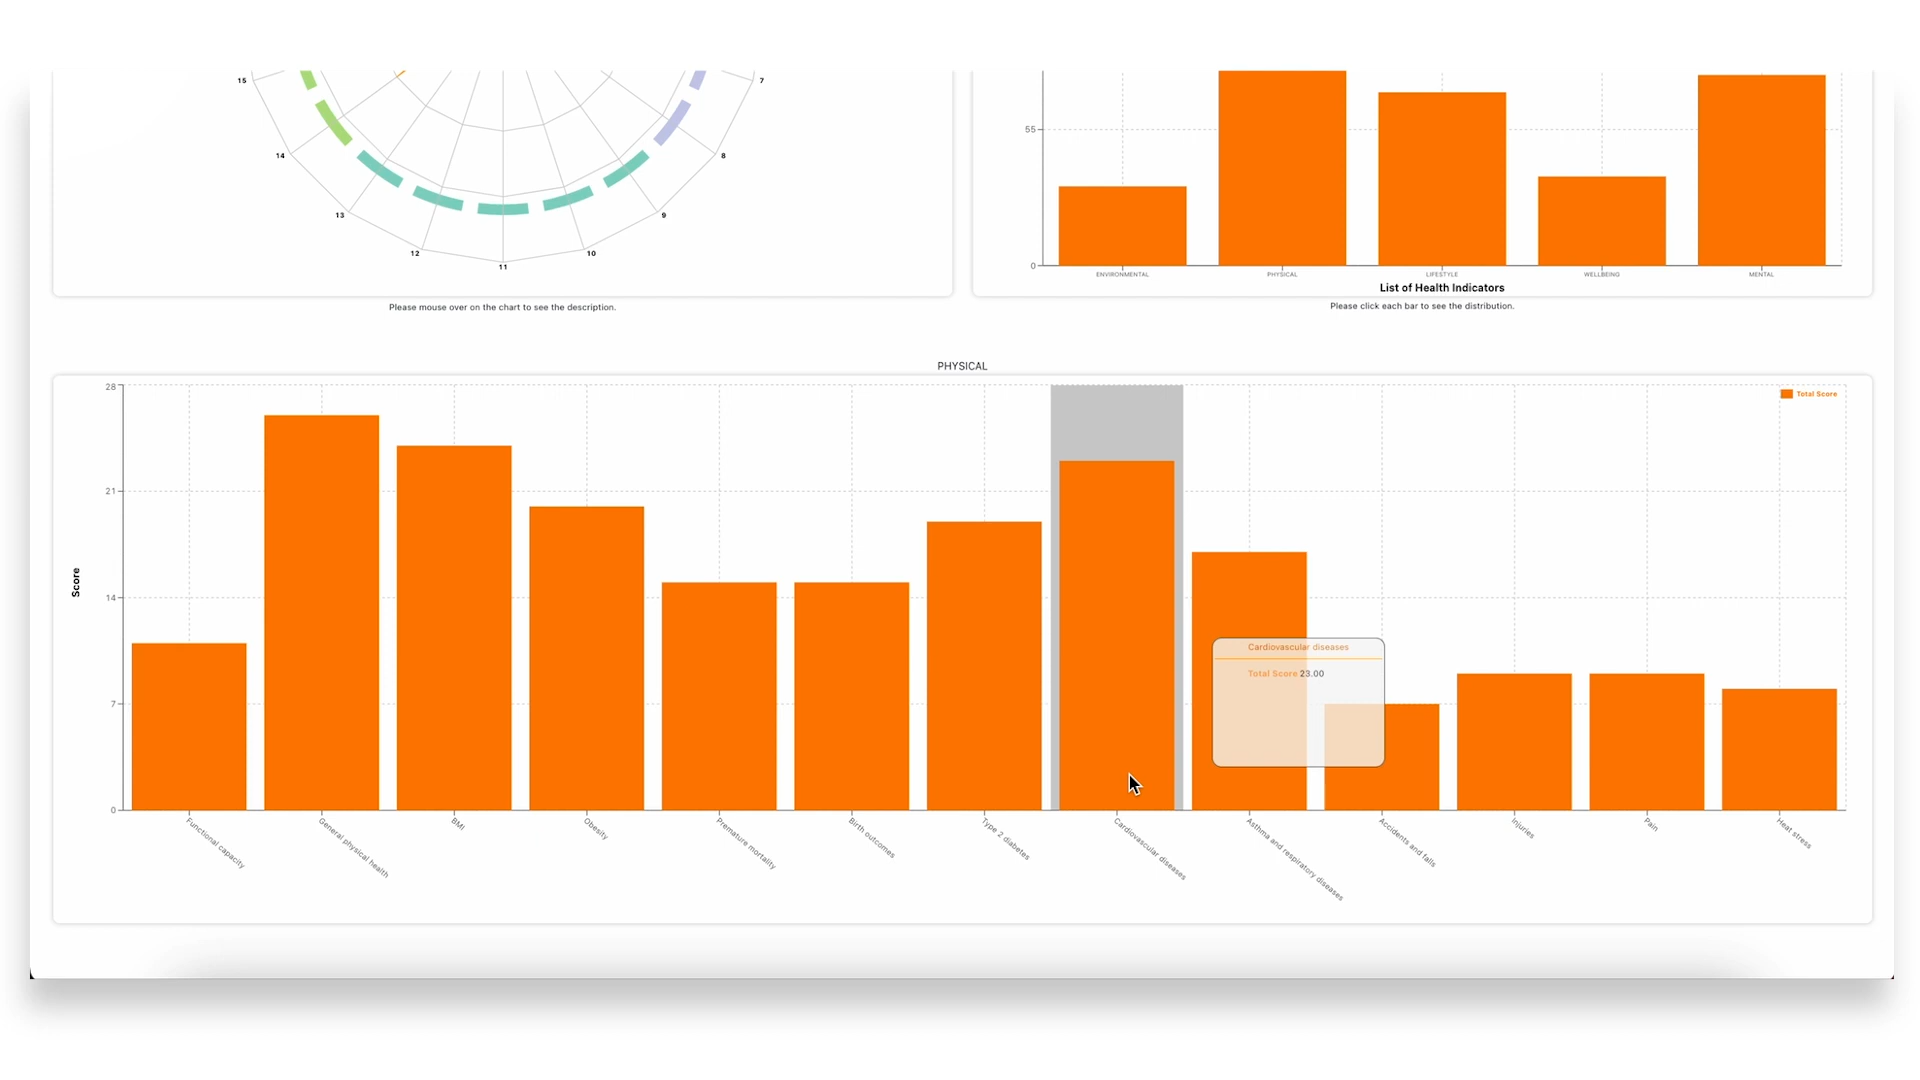 15
14
13
12
11
10
9
8
7
Please mouse over on the chart to see the description.
55
0
ENVIRONMENTAL
PHYSICAL
LIFESTYLE
WELLBEING
MENTAL
List of Health Indicators
Please click each bar to see the distribution.
PHYSICAL
Total Score
Score
28
21
14
7
0
Cardiovascular diseases
Total Score 23.00
Functional capacity
General physical health
BMI
Obesity
Premature mortality
Birth outcomes
Type 2 diabetes
Cardiovascular diseases
Asthma and respiratory diseases
Accidents and falls
Injuries
Pain
Heat stress